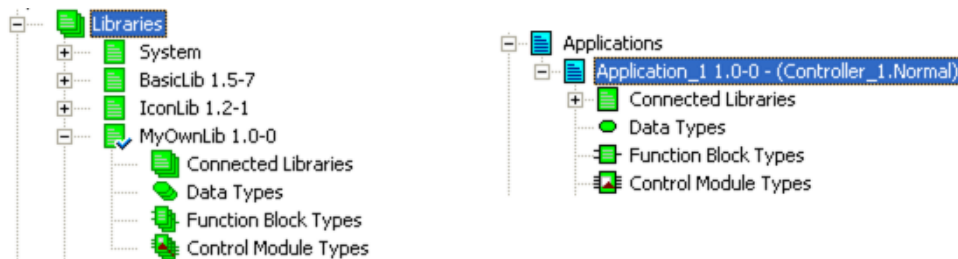 Libraries
System
BasicLib 1.5-7
IconLib 1.2-1
MyOwnLib 1.0-0
Connected Libraries
Data Types
Function Block Types
Control Module Types
Applications
Application_1 1.0-0 - (Controller_1.Normal)
Connected Libraries
Data Types
Function Block Types
Control Module Types